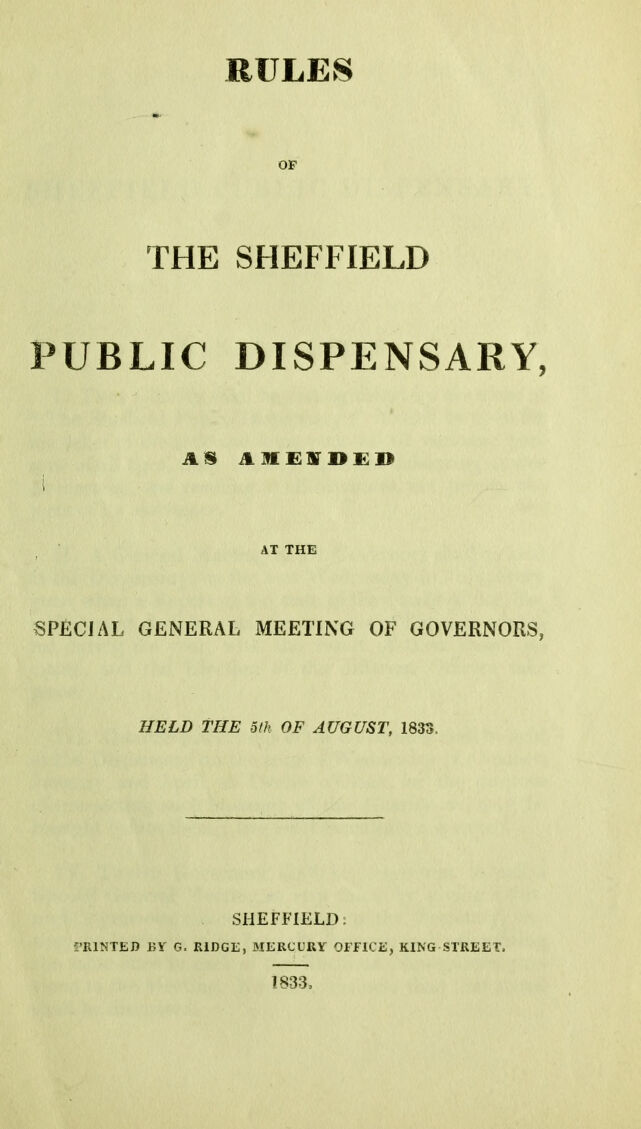 RULES
OF
THE SHEFFIELD
PUBLIC DISPENSARY,
AS AMENDED
AT THE
SPECIAL GENERAL MEETING OF GOVERNORS,
HELD THE 5th OF AUGUST, 1833.
SHEFFIELD:
PRINTED BY G. RIDGE, MERCURY OFFICE, KING-STREET.
1833.